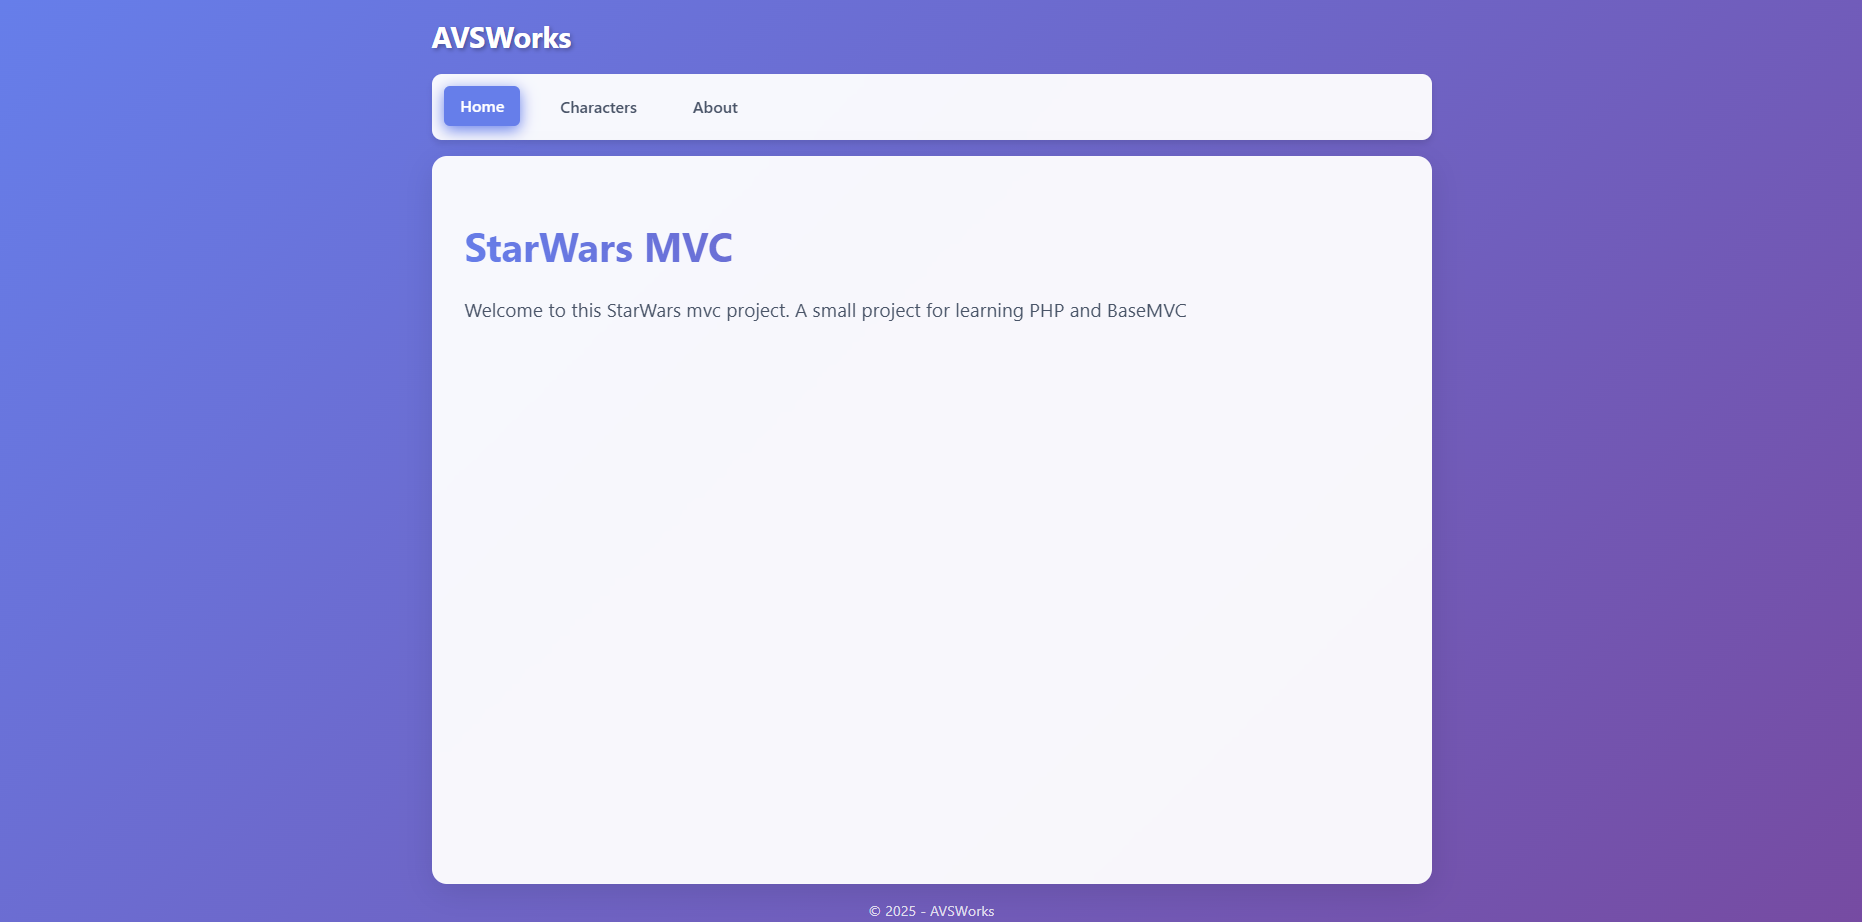 AVSWorks
Home Characters About
StarWars MVC
Welcome to this StarWars mvc project. A small project for learning PHP and BaseMVC
© 2025 - AVSWorks